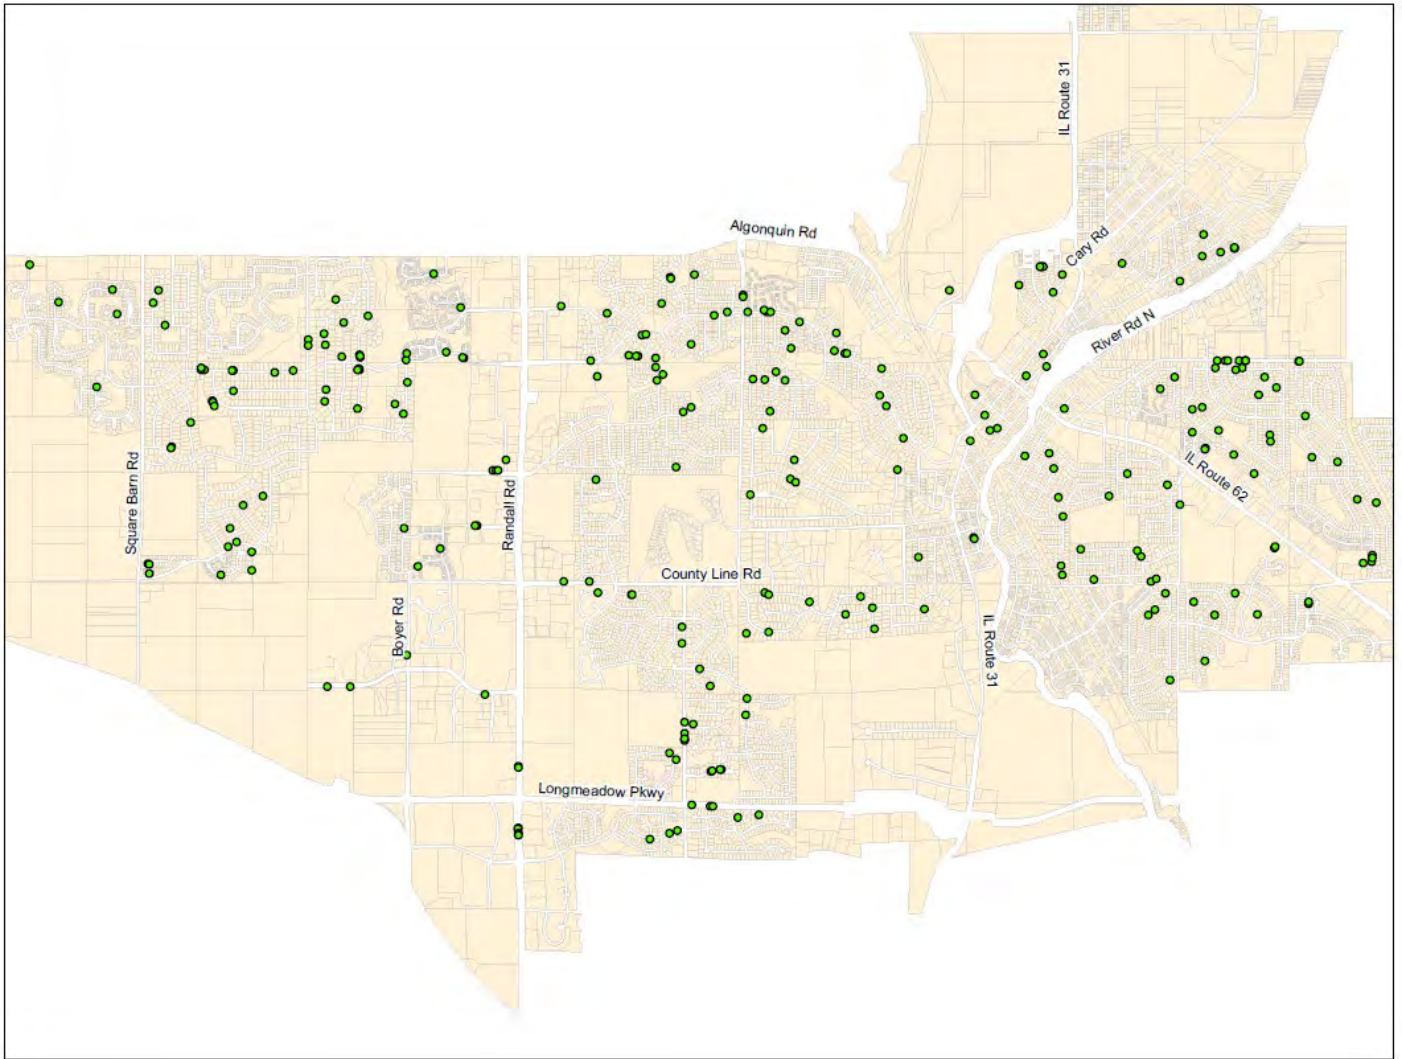 IL Route 31
Algonquin Rd
Cary Rd
River Rd N
Square Barn Rd
Randall Rd
IL Route 62
County Line Rd
Boyer Rd
IL Route 31
Longmeadow Pkwy